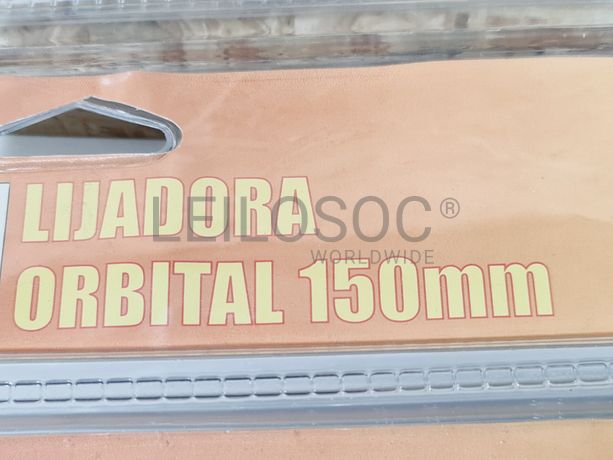 LIJADORA
LEILOSOC®
WORLDWIDE
ORBITAL 150mm